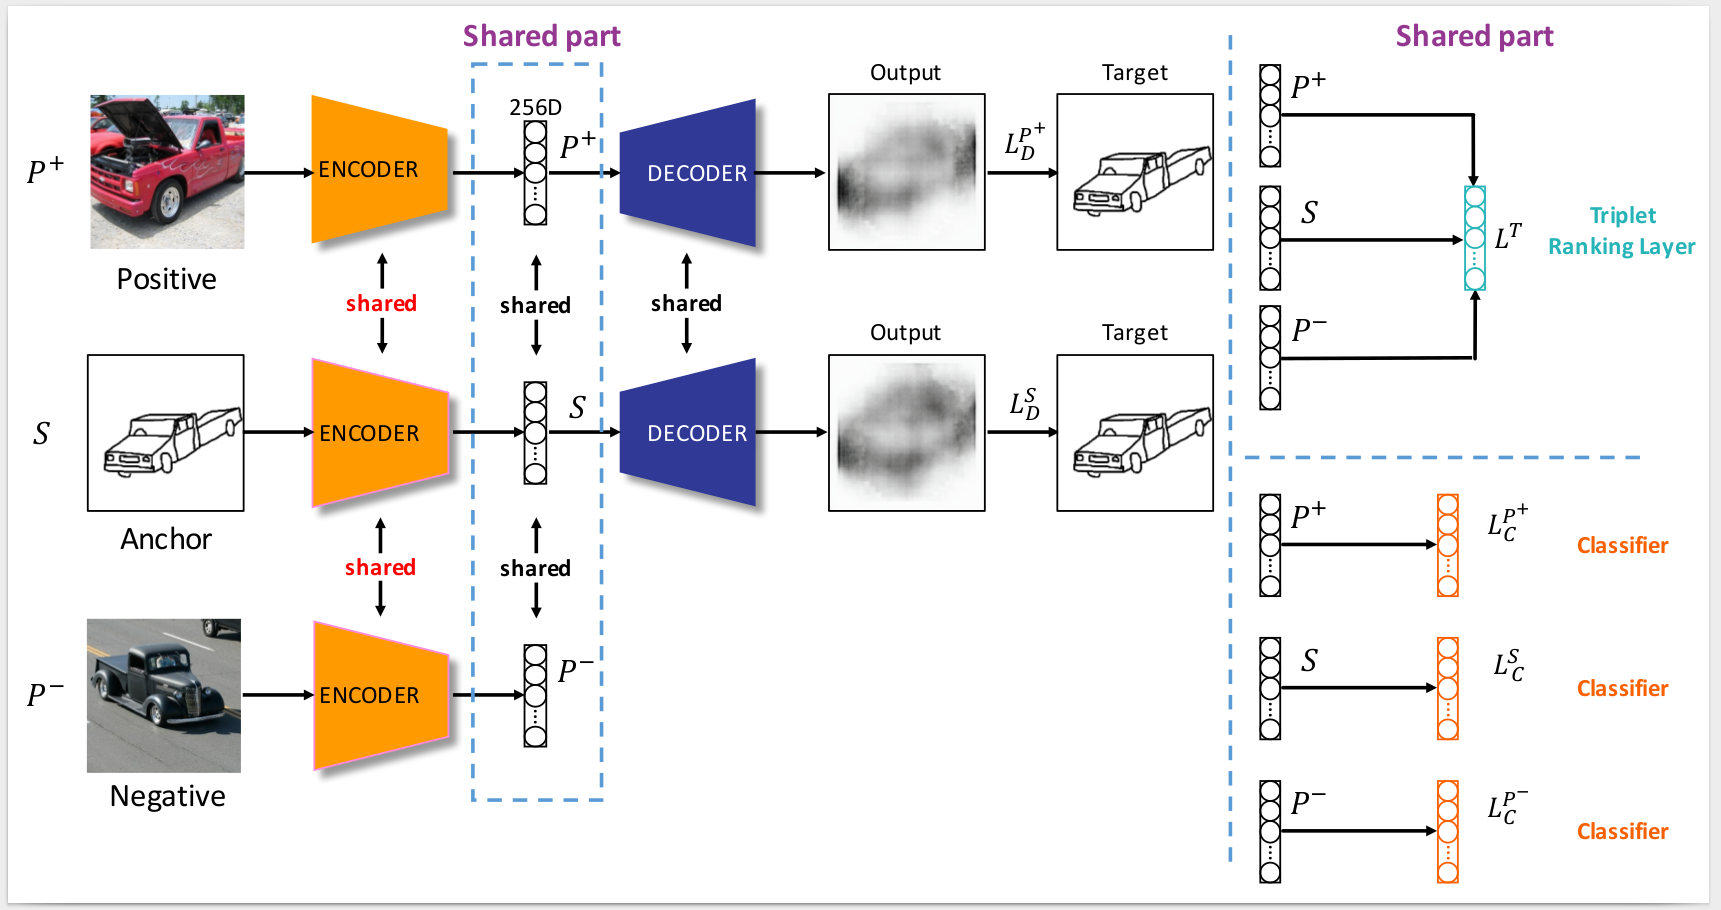 Shared part
Shared part
Output
Target
256D
P⁺
ENCODER
P⁺
DECODER
L_D^{P⁺}
Positive
shared
shared
shared
Output
Target
S
ENCODER
S
DECODER
L_D^S
Anchor
shared
shared
P⁻
ENCODER
P⁻
Negative
P⁺
S
L^T
Triplet
Ranking Layer
P⁻
P⁺
L_C^{P⁺}
Classifier
S
L_C^S
Classifier
P⁻
L_C^{P⁻}
Classifier